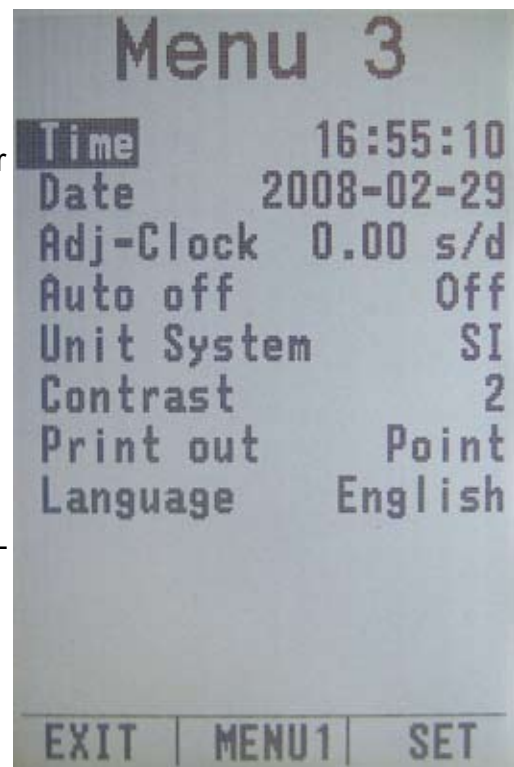 Menu 3
Time 16:55:10
Date 2008-02-29
Adj-Clock 0.00 s/d
Auto off Off
Unit System SI
Contrast 2
Print out Point
Language English
EXIT MENU1 SET